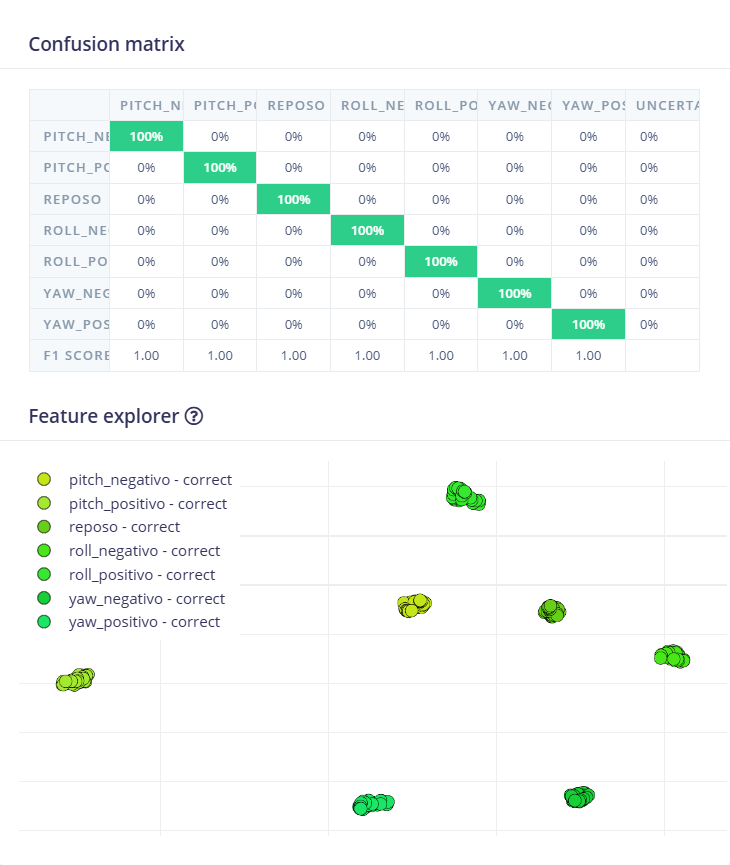 Confusion matrix
PITCH_N PITCH_P REPOSO ROLL_NE ROLL_PO YAW_NEG YAW_POS UNCERTA
PITCH_NE 100% 0% 0% 0% 0% 0% 0% 0%
PITCH_PO 0% 100% 0% 0% 0% 0% 0% 0%
REPOSO 0% 0% 100% 0% 0% 0% 0% 0%
ROLL_NE 0% 0% 0% 100% 0% 0% 0% 0%
ROLL_PO 0% 0% 0% 0% 100% 0% 0% 0%
YAW_NEG 0% 0% 0% 0% 0% 100% 0% 0%
YAW_POS 0% 0% 0% 0% 0% 0% 100% 0%
F1 SCORE 1.00 1.00 1.00 1.00 1.00 1.00 1.00
Feature explorer ?
pitch_negativo - correct
pitch_positivo - correct
reposo - correct
roll_negativo - correct
roll_positivo - correct
yaw_negativo - correct
yaw_positivo - correct